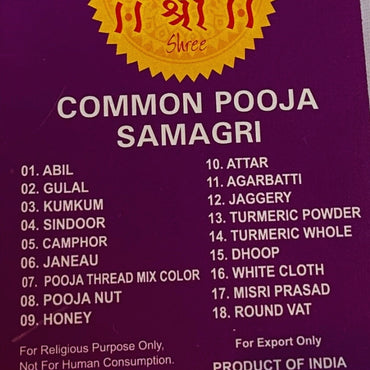 ॥ श्री ॥
Shree
COMMON POOJA
SAMAGRI
01. ABIL
02. GULAL
03. KUMKUM
04. SINDOOR
05. CAMPHOR
06. JANEAU
07. POOJA THREAD MIX COLOR
08. POOJA NUT
09. HONEY
10. ATTAR
11. AGARBATTI
12. JAGGERY
13. TURMERIC POWDER
14. TURMERIC WHOLE
15. DHOOP
16. WHITE CLOTH
17. MISRI PRASAD
18. ROUND VAT
For Religious Purpose Only,
Not For Human Consumption.
For Export Only
PRODUCT OF INDIA